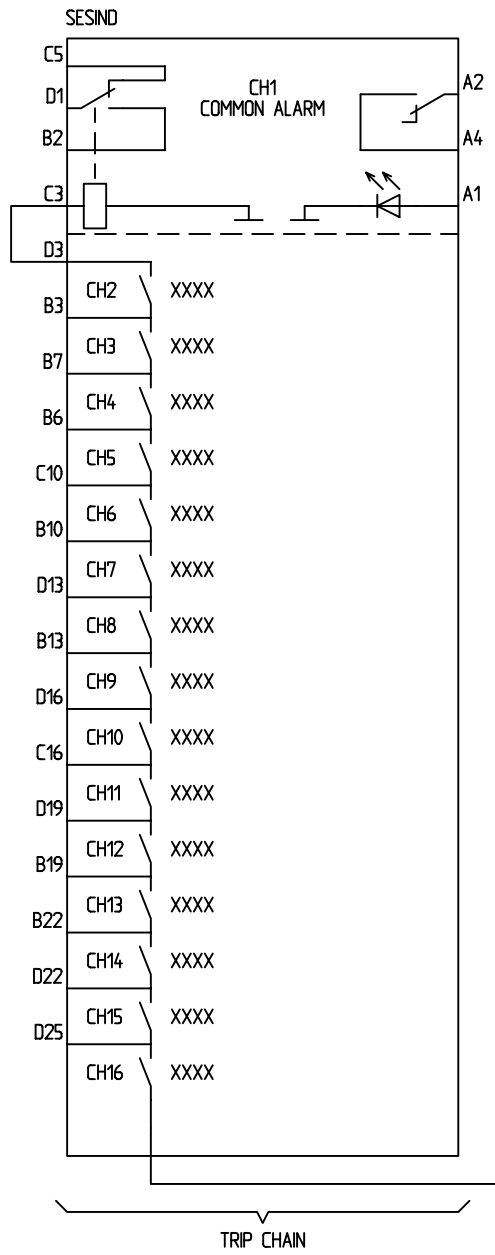 SESIND
C5
D1
CH1
COMMON ALARM
A2
B2
A4
C3
A1
D3
CH2 XXXX
B3
CH3 XXXX
B7
CH4 XXXX
B6
CH5 XXXX
C10
CH6 XXXX
B10
CH7 XXXX
D13
CH8 XXXX
B13
CH9 XXXX
D16
CH10 XXXX
C16
CH11 XXXX
D19
CH12 XXXX
B19
CH13 XXXX
B22
CH14 XXXX
D22
CH15 XXXX
D25
CH16 XXXX
TRIP CHAIN